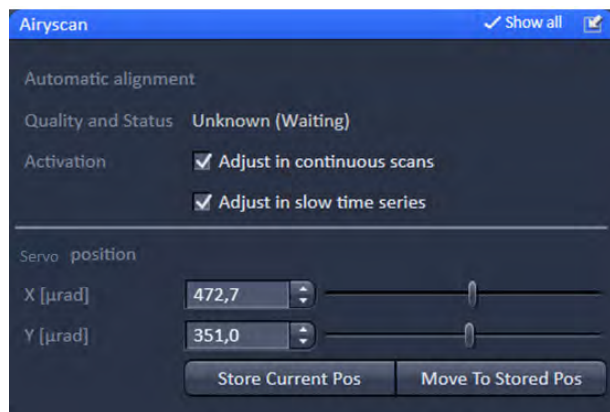 Airyscan Show all
Automatic alignment
Quality and Status Unknown (Waiting)
Activation Adjust in continuous scans
Adjust in slow time series
Servo position
X [µrad] 472,7
Y [µrad] 351,0
Store Current Pos Move To Stored Pos